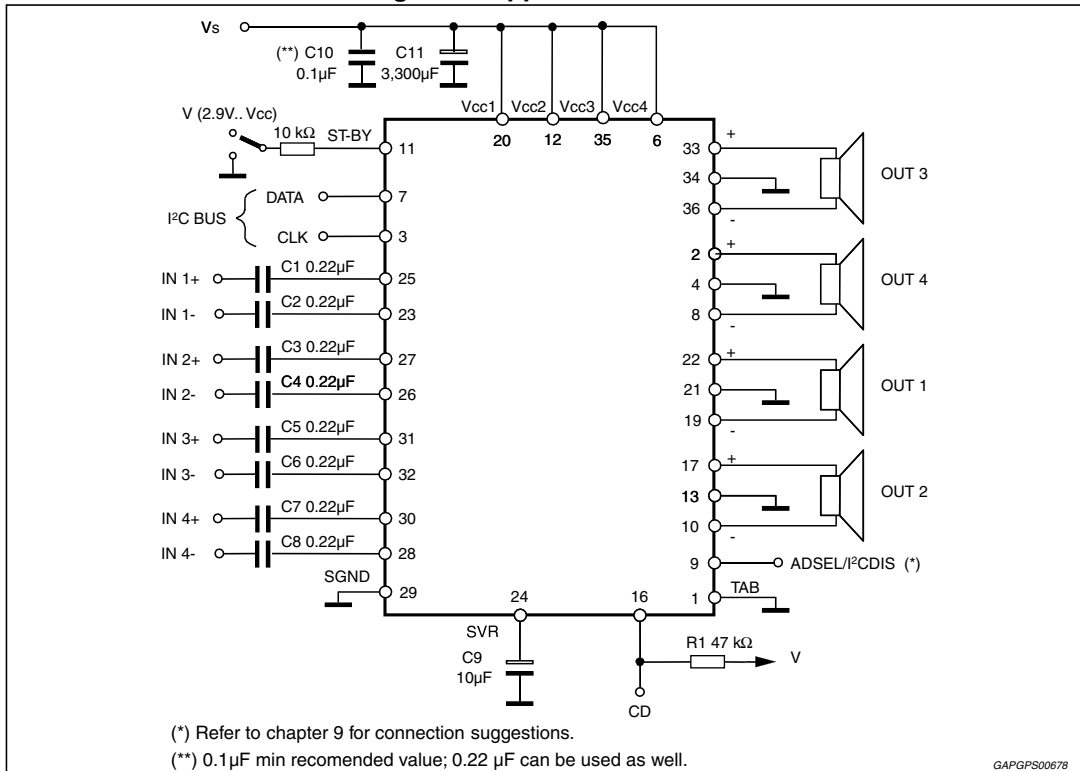 Vs
(**) C10
0.1µF
C11
3,300µF
Vcc1 Vcc2 Vcc3 Vcc4
20 12 35 6
V (2.9V.. Vcc)
10 kΩ ST-BY
11
I²C BUS
DATA
7
CLK
3
IN 1+
C1 0.22µF
25
IN 1-
C2 0.22µF
23
IN 2+
C3 0.22µF
27
IN 2-
C4 0.22µF
26
IN 3+
C5 0.22µF
31
IN 3-
C6 0.22µF
32
IN 4+
C7 0.22µF
30
IN 4-
C8 0.22µF
28
SGND
29
33 +
34
36 -
OUT 3
2 +
4
8 -
OUT 4
22 +
21
19 -
OUT 1
17 +
13
10 -
OUT 2
9 ADSEL/I²CDIS (*)
1 TAB
24
SVR
C9
10µF
16
R1 47 kΩ
V
CD
(*) Refer to chapter 9 for connection suggestions.
(**) 0.1µF min recomended value; 0.22 µF can be used as well.
GAPGPS00678